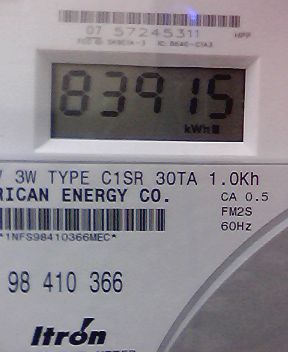 07 57245311
83915
kWh
3W TYPE C1SR 30TA 1.0Kh
RICAN ENERGY CO. CA 0.5
FM2S
60Hz
*1NFS98410366MEC*
98 410 366
Itrón